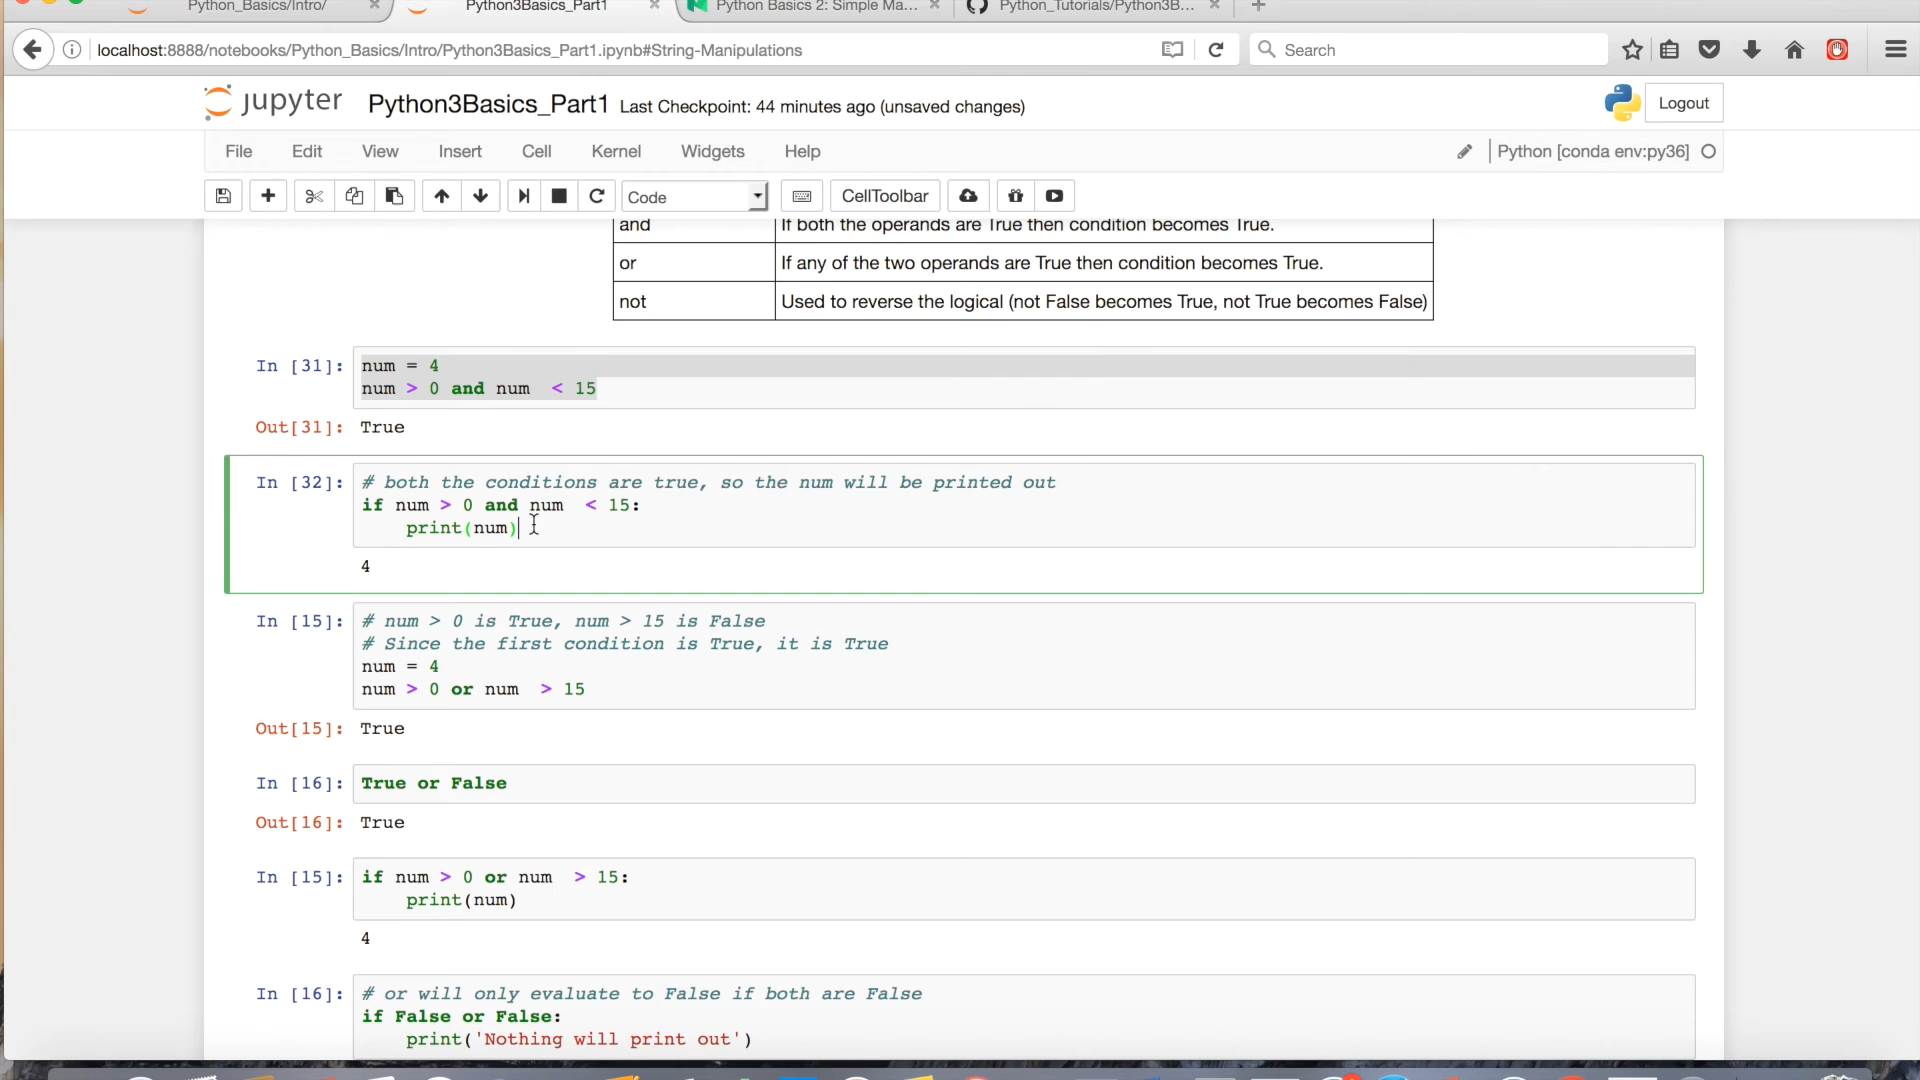 Python_Basics/Intro/
Python3Basics_Part1
Python Basics 2: Simple Ma...
Python_Tutorials/Python3B...
localhost:8888/notebooks/Python_Basics/Intro/Python3Basics_Part1.ipynb#String-Manipulations
Search
jupyter
Python3Basics_Part1
Last Checkpoint: 44 minutes ago (unsaved changes)
Logout
File Edit View Insert Cell Kernel Widgets Help
Python [conda env:py36]
Code
CellToolbar
and If both the operands are True then condition becomes True.
or If any of the two operands are True then condition becomes True.
not Used to reverse the logical (not False becomes True, not True becomes False)
In [31]: num = 4
num > 0 and num  < 15
Out[31]: True
In [32]: # both the conditions are true, so the num will be printed out
if num > 0 and num  < 15:
    print(num)
4
In [15]: # num > 0 is True, num > 15 is False
# Since the first condition is True, it is True
num = 4
num > 0 or num  > 15
Out[15]: True
In [16]: True or False
Out[16]: True
In [15]: if num > 0 or num  > 15:
    print(num)
4
In [16]: # or will only evaluate to False if both are False
if False or False:
    print('Nothing will print out')